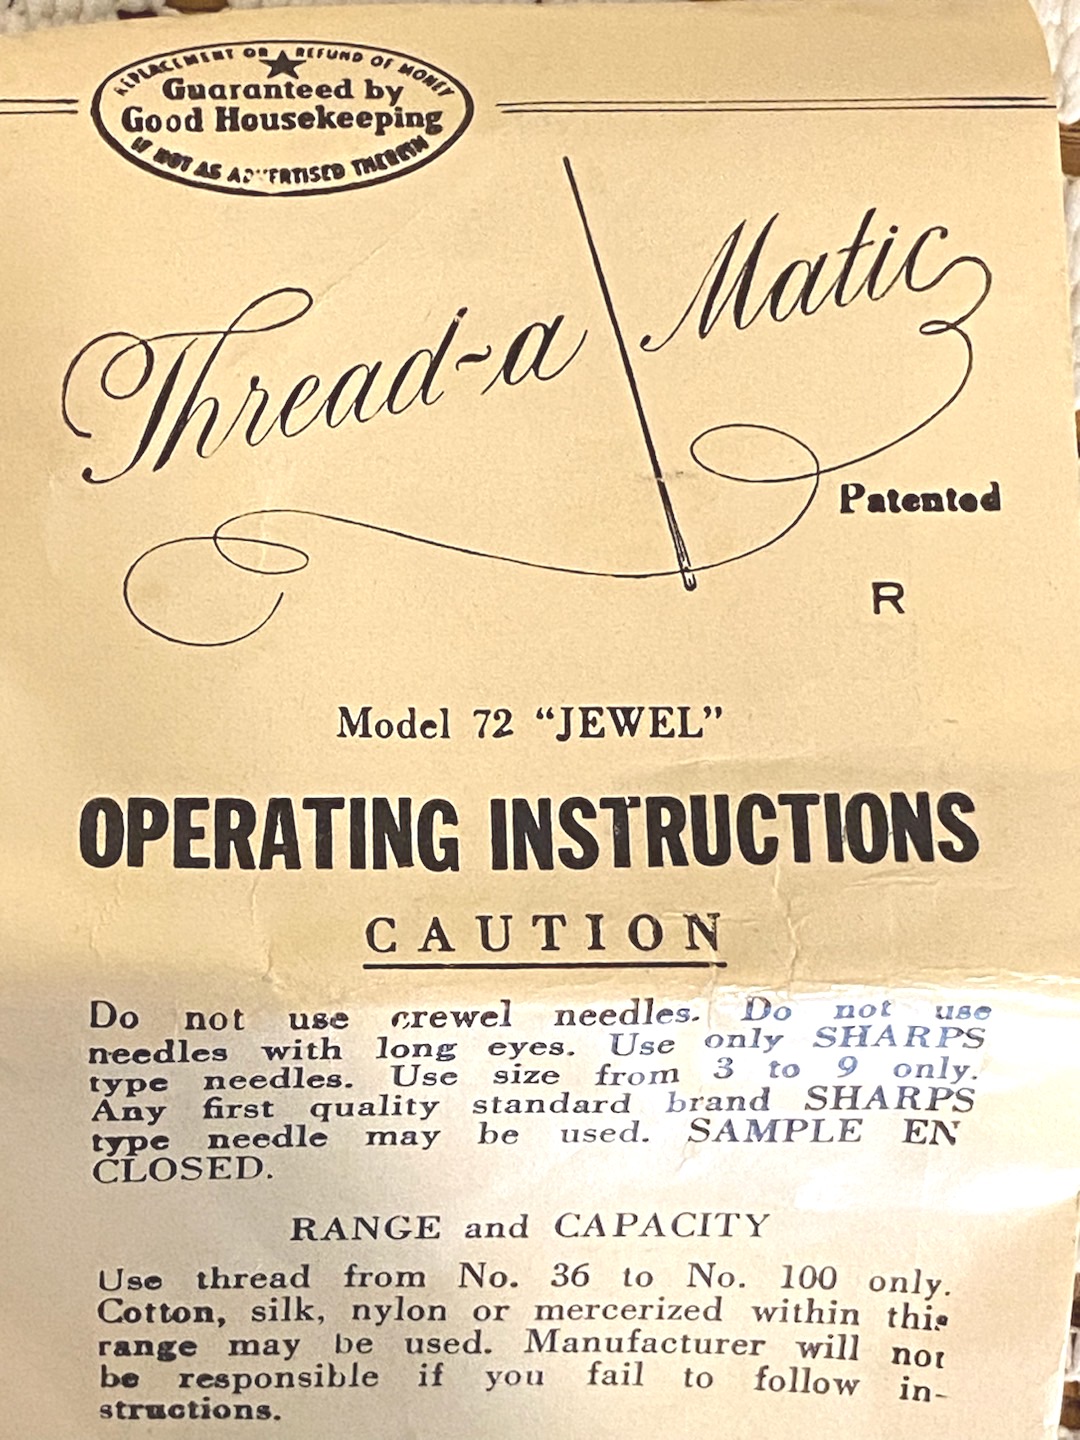 REPLACEMENT OR REFUND OF MONEY
Guaranteed by
Good Housekeeping
IF NOT AS ADVERTISED THEREIN
Thread-a Matic
Patented
R
Model 72 “JEWEL”
OPERATING INSTRUCTIONS
CAUTION
Do not use crewel needles. Do not use
needles with long eyes. Use only SHARPS
type needles. Use size from 3 to 9 only.
Any first quality standard brand SHARPS
type needle may be used. SAMPLE EN
CLOSED.
RANGE and CAPACITY
Use thread from No. 36 to No. 100 only.
Cotton, silk, nylon or mercerized within this
range may be used. Manufacturer will not
be responsible if you fail to follow in-
structions.